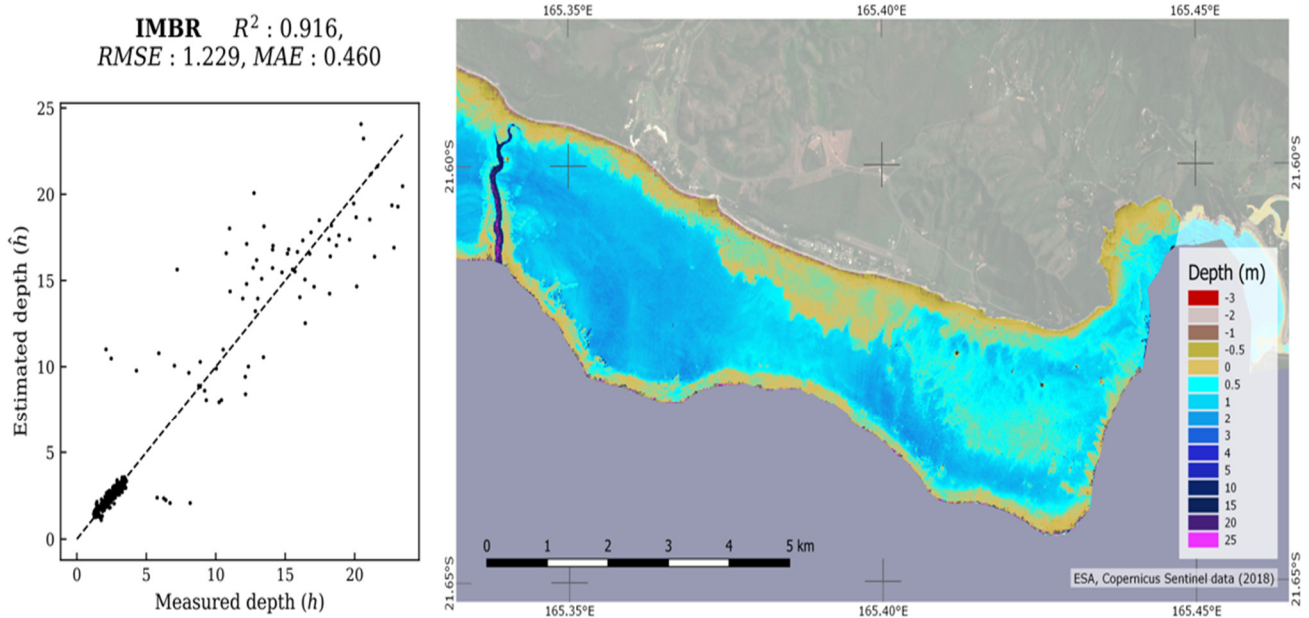 IMBR R² : 0.916,
RMSE : 1.229, MAE : 0.460
25
20
15
10
5
0
Estimated depth (ĥ)
0 5 10 15 20
Measured depth (h)
165.35°E 165.40°E 165.45°E
21.60°S
21.60°S
21.65°S
21.65°S
Depth (m)
-3
-2
-1
-0.5
0
0.5
1
2
3
4
5
10
15
20
25
0 1 2 3 4 5 km
ESA, Copernicus Sentinel data (2018)
165.35°E 165.40°E 165.45°E